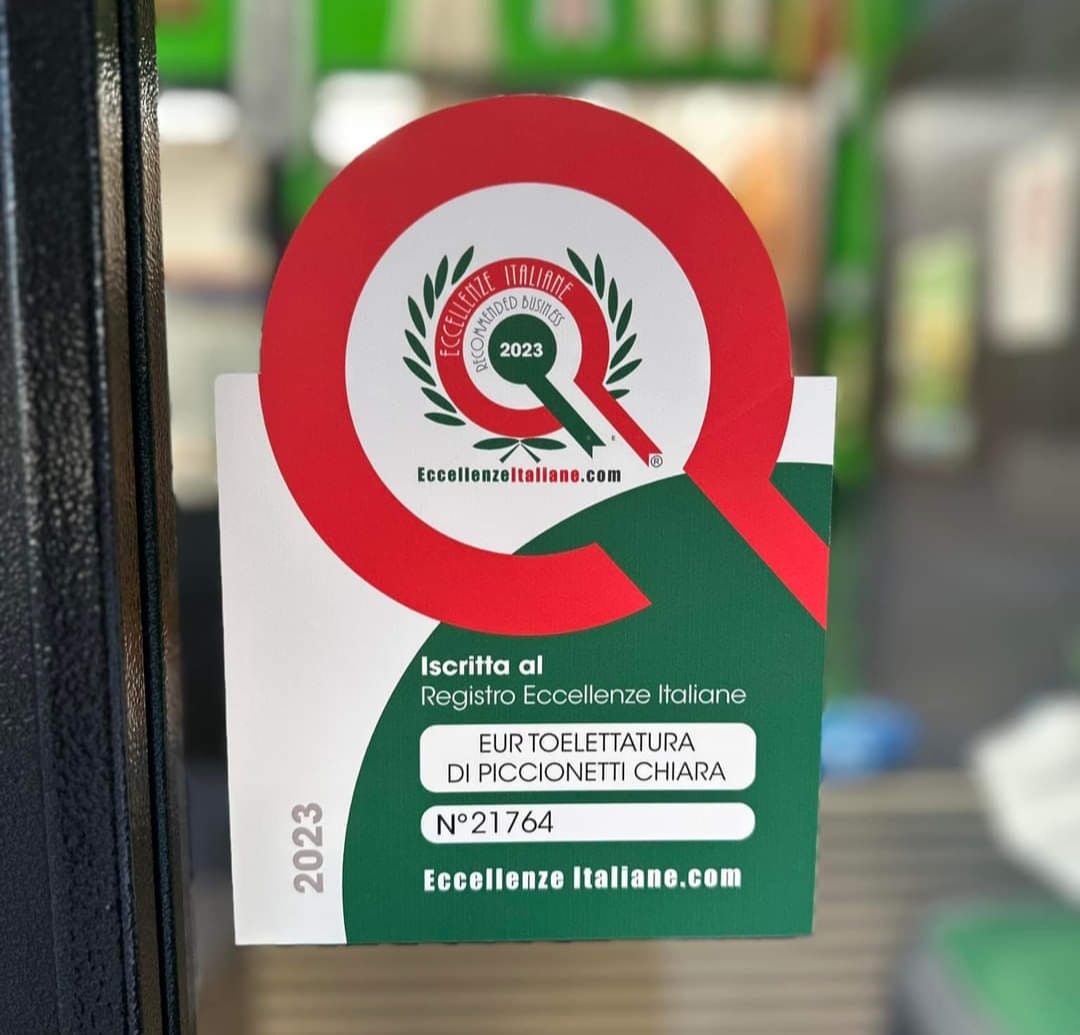 ECCELLENZE ITALIANE
RECOMMENDED BUSINESS
2023
®
EccellenzeItaliane.com
Iscritta al
Registro Eccellenze Italiane
EUR TOELETTATURA
DI PICCIONETTI CHIARA
N°21764
Eccellenze Italiane.com
2023